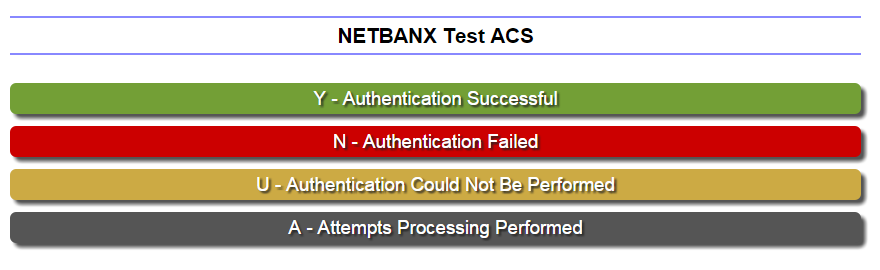 NETBANX Test ACS
Y - Authentication Successful
N - Authentication Failed
U - Authentication Could Not Be Performed
A - Attempts Processing Performed